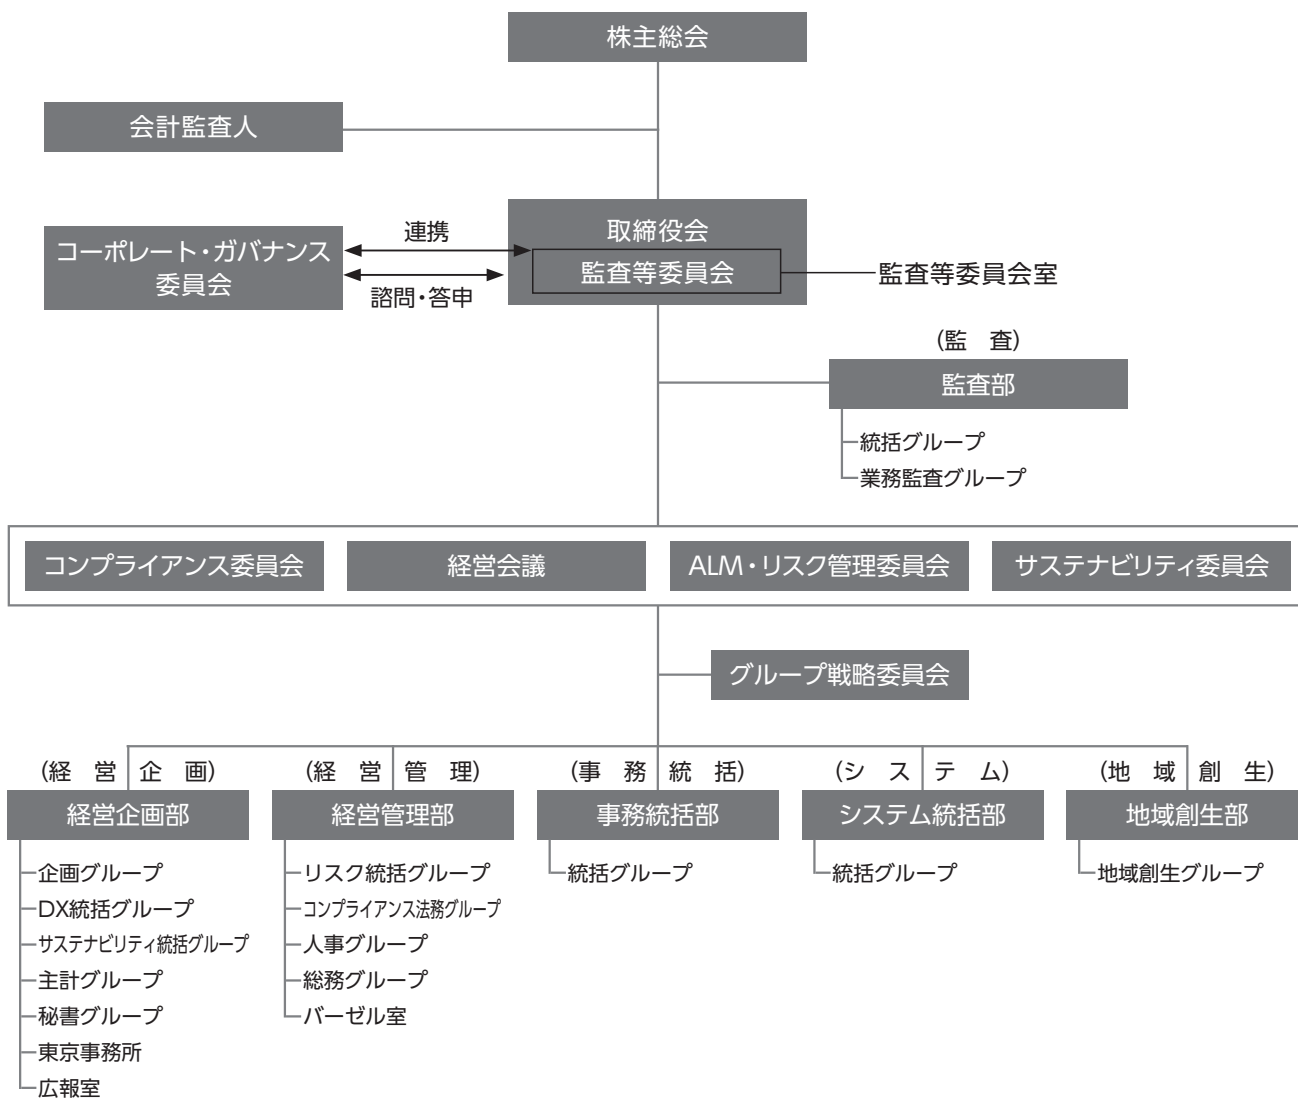 株主総会
会計監査人
コーポレート・ガバナンス
委員会
連携
諮問・答申
取締役会
監査等委員会
監査等委員会室
（監　査）
監査部
統括グループ
業務監査グループ
コンプライアンス委員会
経営会議
ALM・リスク管理委員会
サステナビリティ委員会
グループ戦略委員会
（経　営　企　画）
経営企画部
企画グループ
DX統括グループ
サステナビリティ統括グループ
主計グループ
秘書グループ
東京事務所
広報室
（経　営　管　理）
経営管理部
リスク統括グループ
コンプライアンス法務グループ
人事グループ
総務グループ
バーゼル室
（事　務　統　括）
事務統括部
統括グループ
（シ　ス　テ　ム）
システム統括部
統括グループ
（地　域　創　生）
地域創生部
地域創生グループ